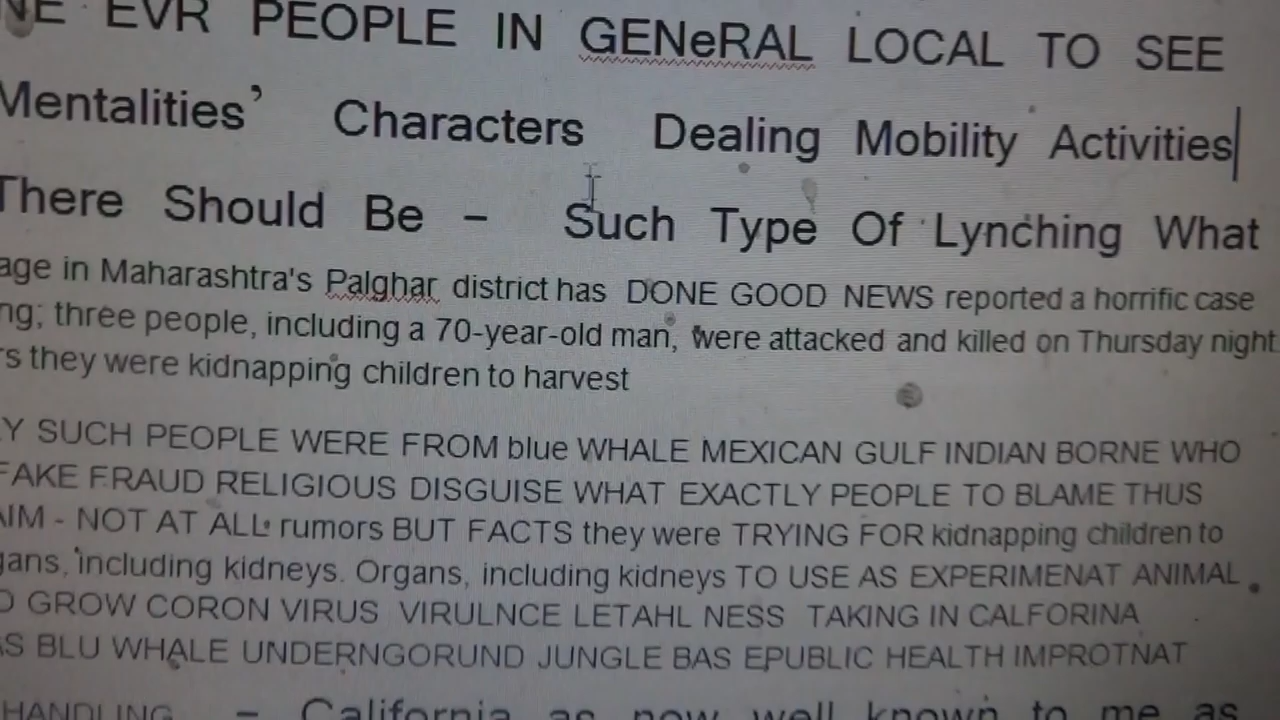 EVR PEOPLE IN GENeRAL LOCAL TO SEE
Mentalities’ Characters Dealing Mobility Activities
There Should Be – Such Type Of Lynching What
age in Maharashtra's Palghar district has DONE GOOD NEWS reported a horrific case
ng; three people, including a 70-year-old man, were attacked and killed on Thursday night
rs they were kidnapping children to harvest
Y SUCH PEOPLE WERE FROM blue WHALE MEXICAN GULF INDIAN BORNE WHO
FAKE FRAUD RELIGIOUS DISGUISE WHAT EXACTLY PEOPLE TO BLAME THUS
AIM - NOT AT ALL rumors BUT FACTS they were TRYING FOR kidnapping children to
gans, including kidneys. Organs, including kidneys TO USE AS EXPERIMENAT ANIMAL
O GROW CORON VIRUS VIRULNCE LETAHL NESS TAKING IN CALFORINA
AS BLU WHALE UNDERNGORUND JUNGLE BAS EPUBLIC HEALTH IMPROTNAT
HANDLING – California as now well known to me as